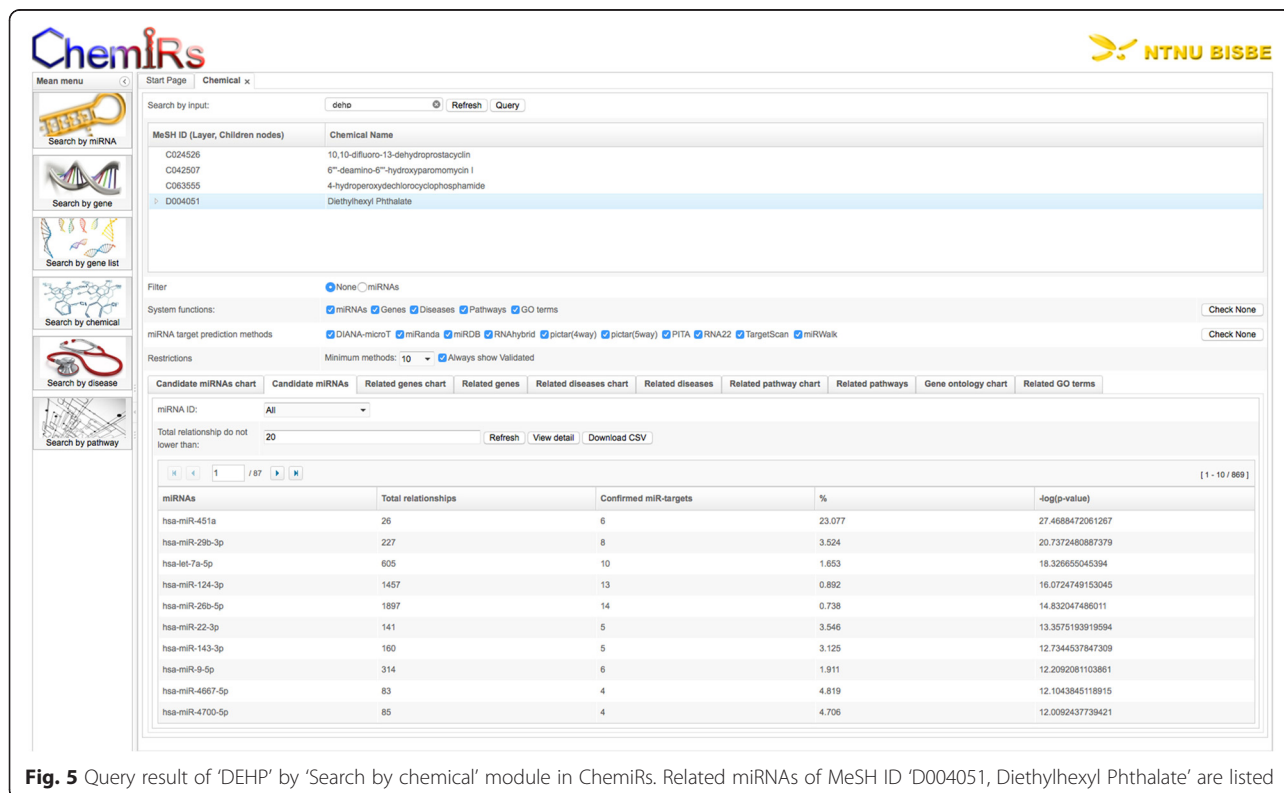 ChemiRs
NTNU BISBE
Mean menu
Start Page Chemical x
Search by miRNA
Search by gene
Search by gene list
Search by chemical
Search by disease
Search by pathway
Search by input: dehp Refresh Query
MeSH ID (Layer, Children nodes) Chemical Name
C024526 10,10-difluoro-13-dehydroprostacyclin
C042507 6'''-deamino-6'''-hydroxyparomomycin I
C063555 4-hydroperoxydechlorocyclophosphamide
D004051 Diethylhexyl Phthalate
Filter None miRNAs
System functions: miRNAs Genes Diseases Pathways GO terms Check None
miRNA target prediction methods DIANA-microT miRanda miRDB RNAhybrid pictar(4way) pictar(5way) PITA RNA22 TargetScan miRWalk Check None
Restrictions Minimum methods: 10 Always show Validated
Candidate miRNAs chart Candidate miRNAs Related genes chart Related genes Related diseases chart Related diseases Related pathway chart Related pathways Gene ontology chart Related GO terms
miRNA ID: All
Total relationship do not
lower than: 20 Refresh View detail Download CSV
1 / 87 [ 1 - 10 / 869 ]
miRNAs Total relationships Confirmed miR-targets % -log(p-value)
hsa-miR-451a 26 6 23.077 27.4688472061267
hsa-miR-29b-3p 227 8 3.524 20.7372480887379
hsa-let-7a-5p 605 10 1.653 18.326655045394
hsa-miR-124-3p 1457 13 0.892 16.0724749153045
hsa-miR-26b-5p 1897 14 0.738 14.832047486011
hsa-miR-22-3p 141 5 3.546 13.3575193919594
hsa-miR-143-3p 160 5 3.125 12.7344537847309
hsa-miR-9-5p 314 6 1.911 12.2092081103861
hsa-miR-4667-5p 83 4 4.819 12.1043845118915
hsa-miR-4700-5p 85 4 4.706 12.0092437739421
Fig. 5 Query result of ‘DEHP’ by ‘Search by chemical’ module in ChemiRs. Related miRNAs of MeSH ID ‘D004051, Diethylhexyl Phthalate’ are listed